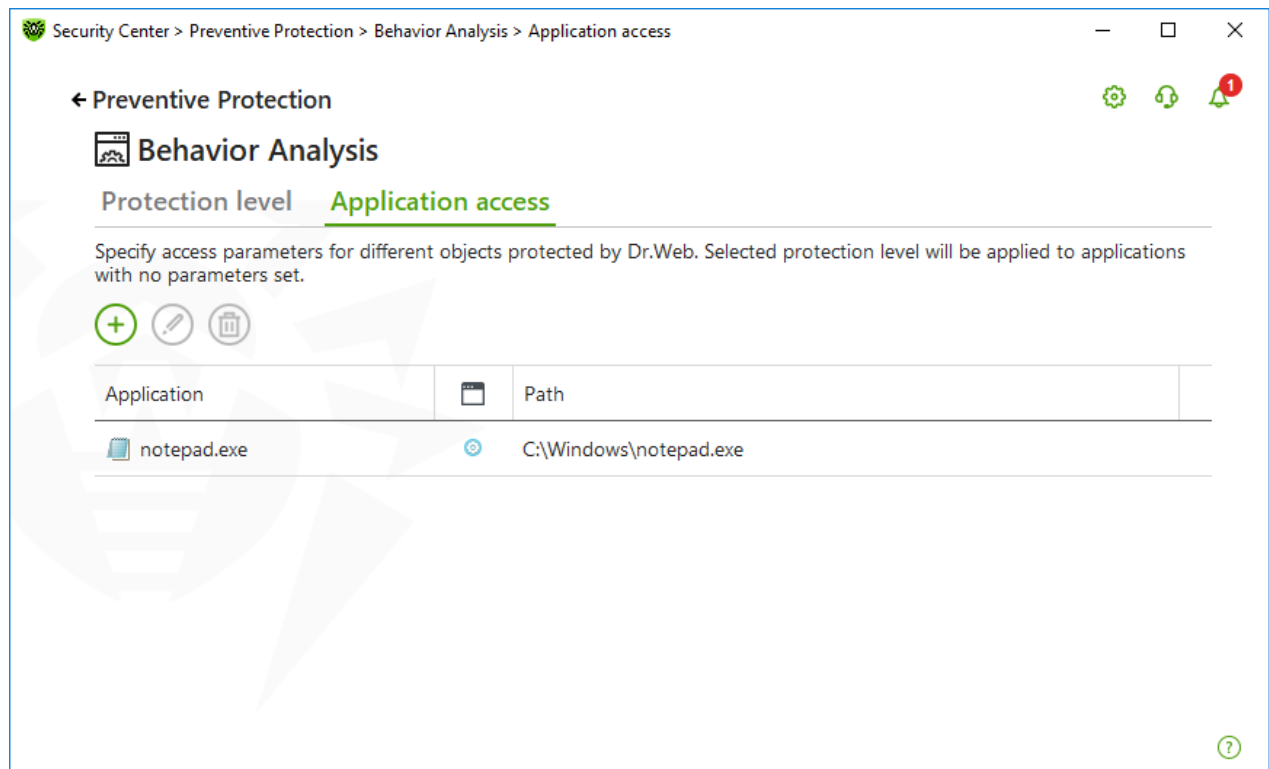 Security Center > Preventive Protection > Behavior Analysis > Application access
Preventive Protection
1
Behavior Analysis
Protection level Application access
Specify access parameters for different objects protected by Dr.Web. Selected protection level will be applied to applications
with no parameters set.
Application Path
notepad.exe C:\Windows\notepad.exe
?